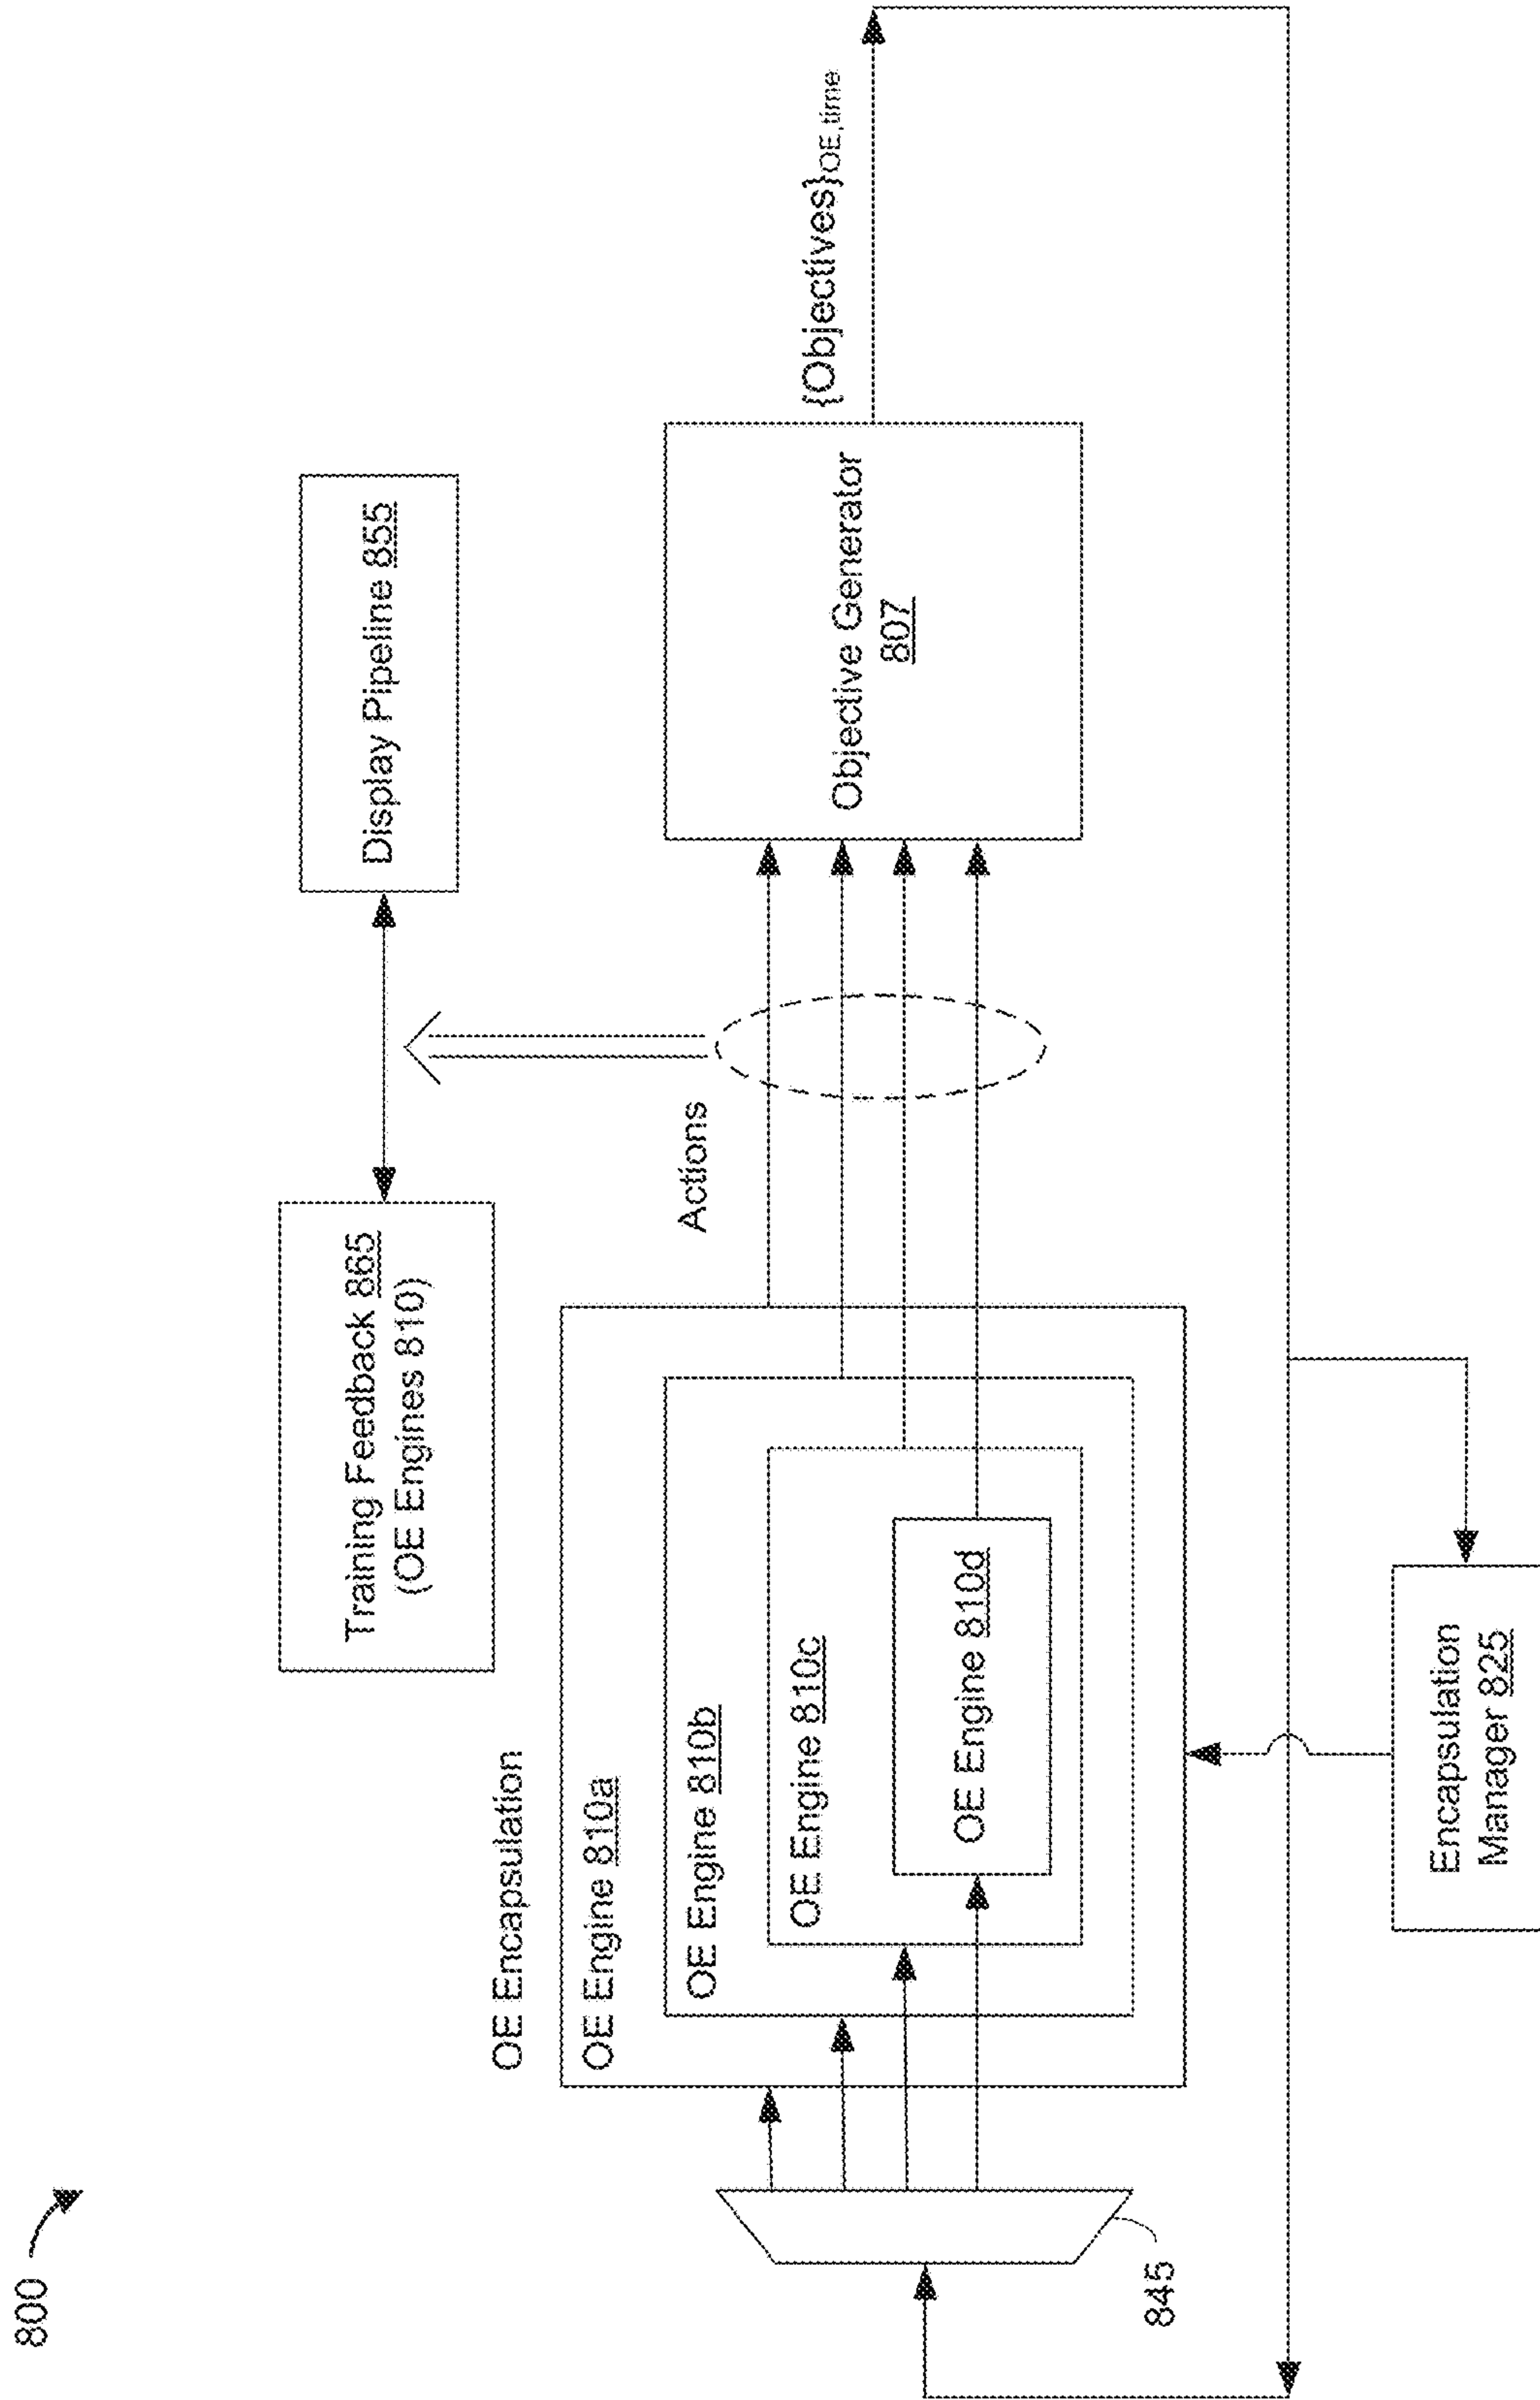 800
Training Feedback 865
(OE Engines 810)
Display Pipeline 855
OE Encapsulation
OE Engine 810a
OE Engine 810b
OE Engine 810c
OE Engine 810d
Actions
Objective Generator
807
{Objectives}OE,time
845
Encapsulation
Manager 825